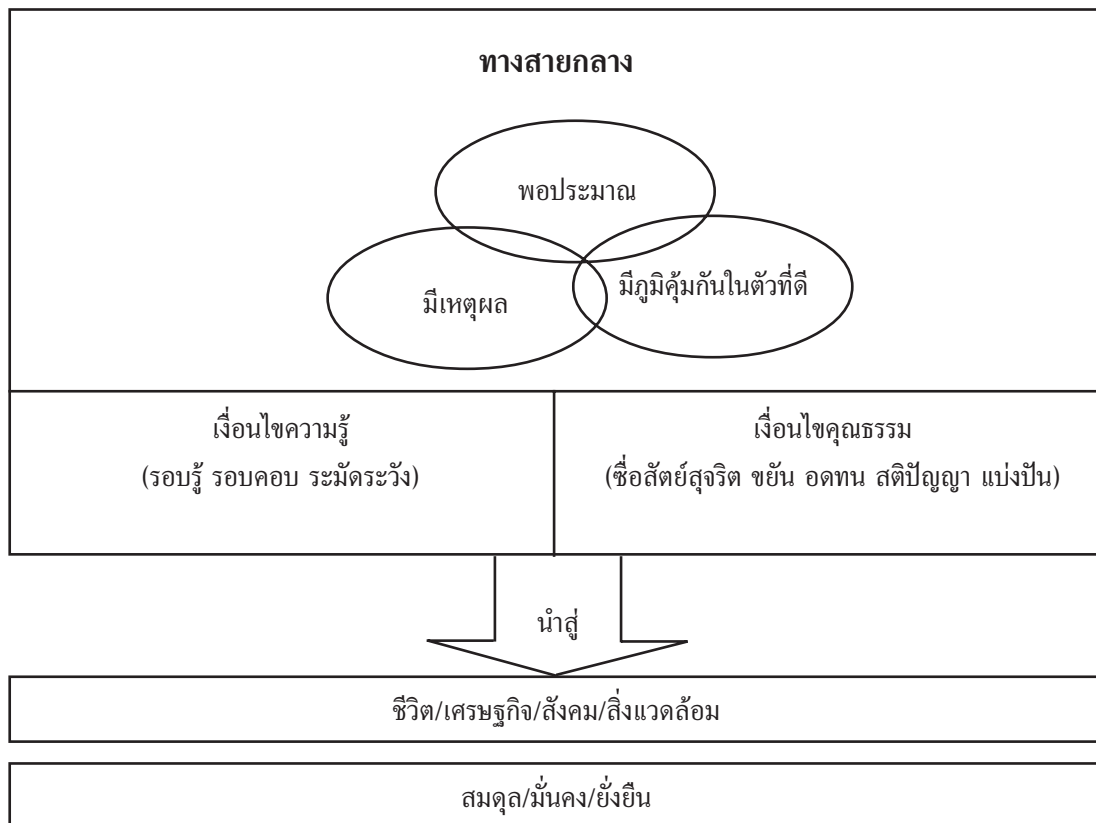 ทางสายกลาง
พอประมาณ
มีเหตุผล
มีภูมิคุ้มกันในตัวที่ดี
เงื่อนไขความรู้
(รอบรู้ รอบคอบ ระมัดระวัง)
เงื่อนไขคุณธรรม
(ซื่อสัตย์สุจริต ขยัน อดทน สติปัญญา แบ่งปัน)
นำสู่
ชีวิต/เศรษฐกิจ/สังคม/สิ่งแวดล้อม
สมดุล/มั่นคง/ยั่งยืน